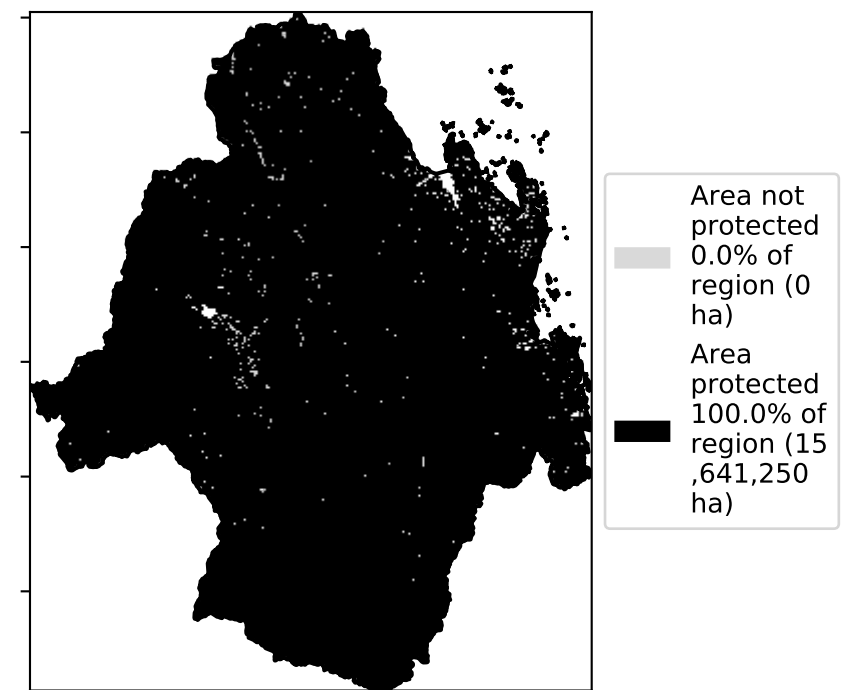 Area not
protected
0.0% of
region (0
ha)
Area
protected
100.0% of
region (15
,641,250
ha)